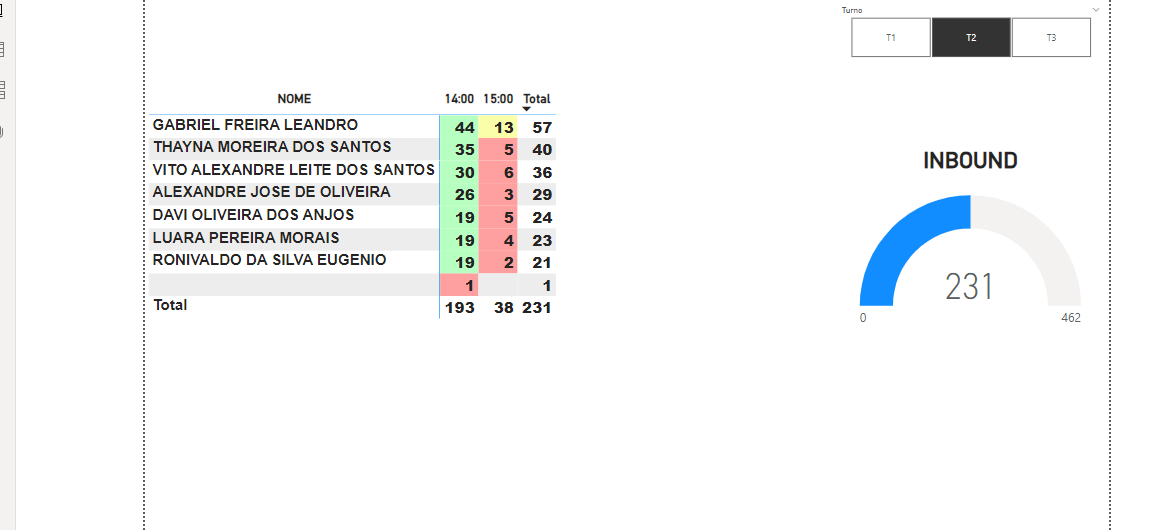 Turno
T1 T2 T3
NOME 14:00 15:00 Total
GABRIEL FREIRA LEANDRO 44 13 57
THAYNA MOREIRA DOS SANTOS 35 5 40
VITO ALEXANDRE LEITE DOS SANTOS 30 6 36
ALEXANDRE JOSE DE OLIVEIRA 26 3 29
DAVI OLIVEIRA DOS ANJOS 19 5 24
LUARA PEREIRA MORAIS 19 4 23
RONIVALDO DA SILVA EUGENIO 19 2 21
1 1
Total 193 38 231
INBOUND
231
0 462